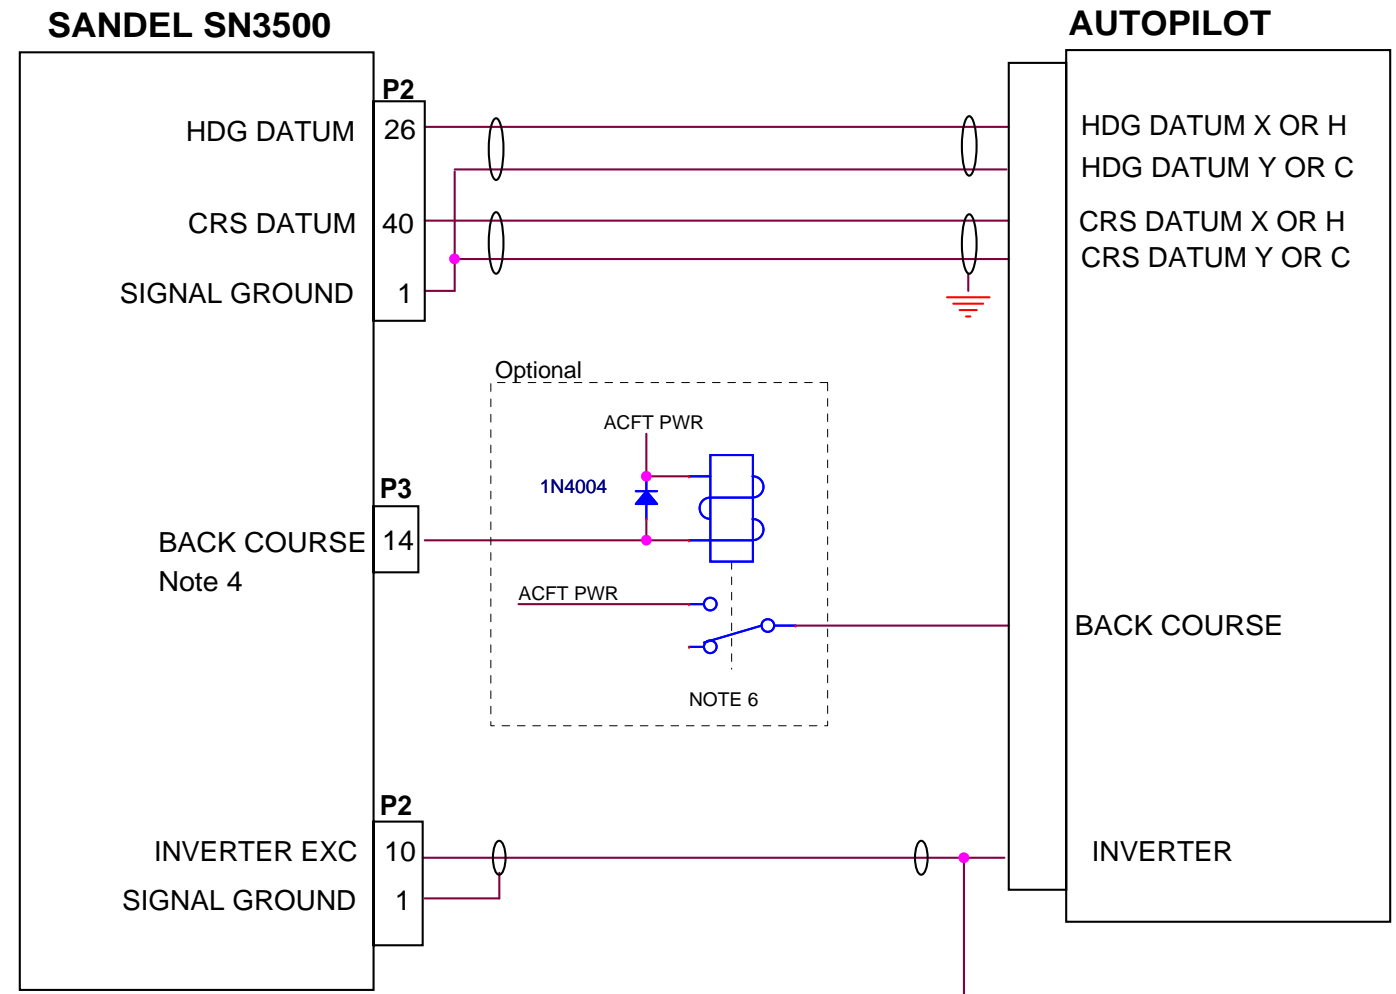 SANDEL SN3500
AUTOPILOT
P2
HDG DATUM
26
HDG DATUM X OR H
HDG DATUM Y OR C
CRS DATUM
40
CRS DATUM X OR H
CRS DATUM Y OR C
SIGNAL GROUND
1
Optional
ACFT PWR
1N4004
P3
BACK COURSE
14
Note 4
ACFT PWR
BACK COURSE
NOTE 6
P2
INVERTER EXC
10
INVERTER
SIGNAL GROUND
1